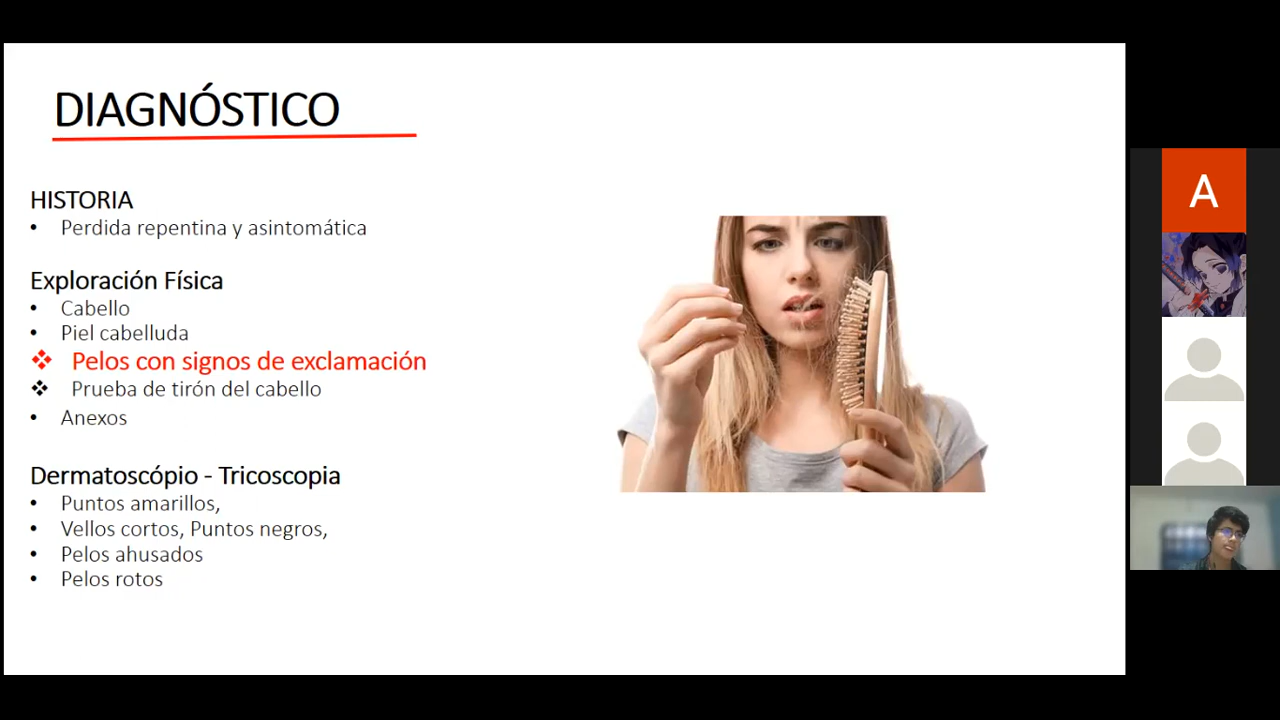 DIAGNÓSTICO
HISTORIA
• Perdida repentina y asintomática
Exploración Física
• Cabello
• Piel cabelluda
❖ Pelos con signos de exclamación
❖ Prueba de tirón del cabello
• Anexos
Dermatoscópio - Tricoscopia
• Puntos amarillos,
• Vellos cortos, Puntos negros,
• Pelos ahusados
• Pelos rotos
A